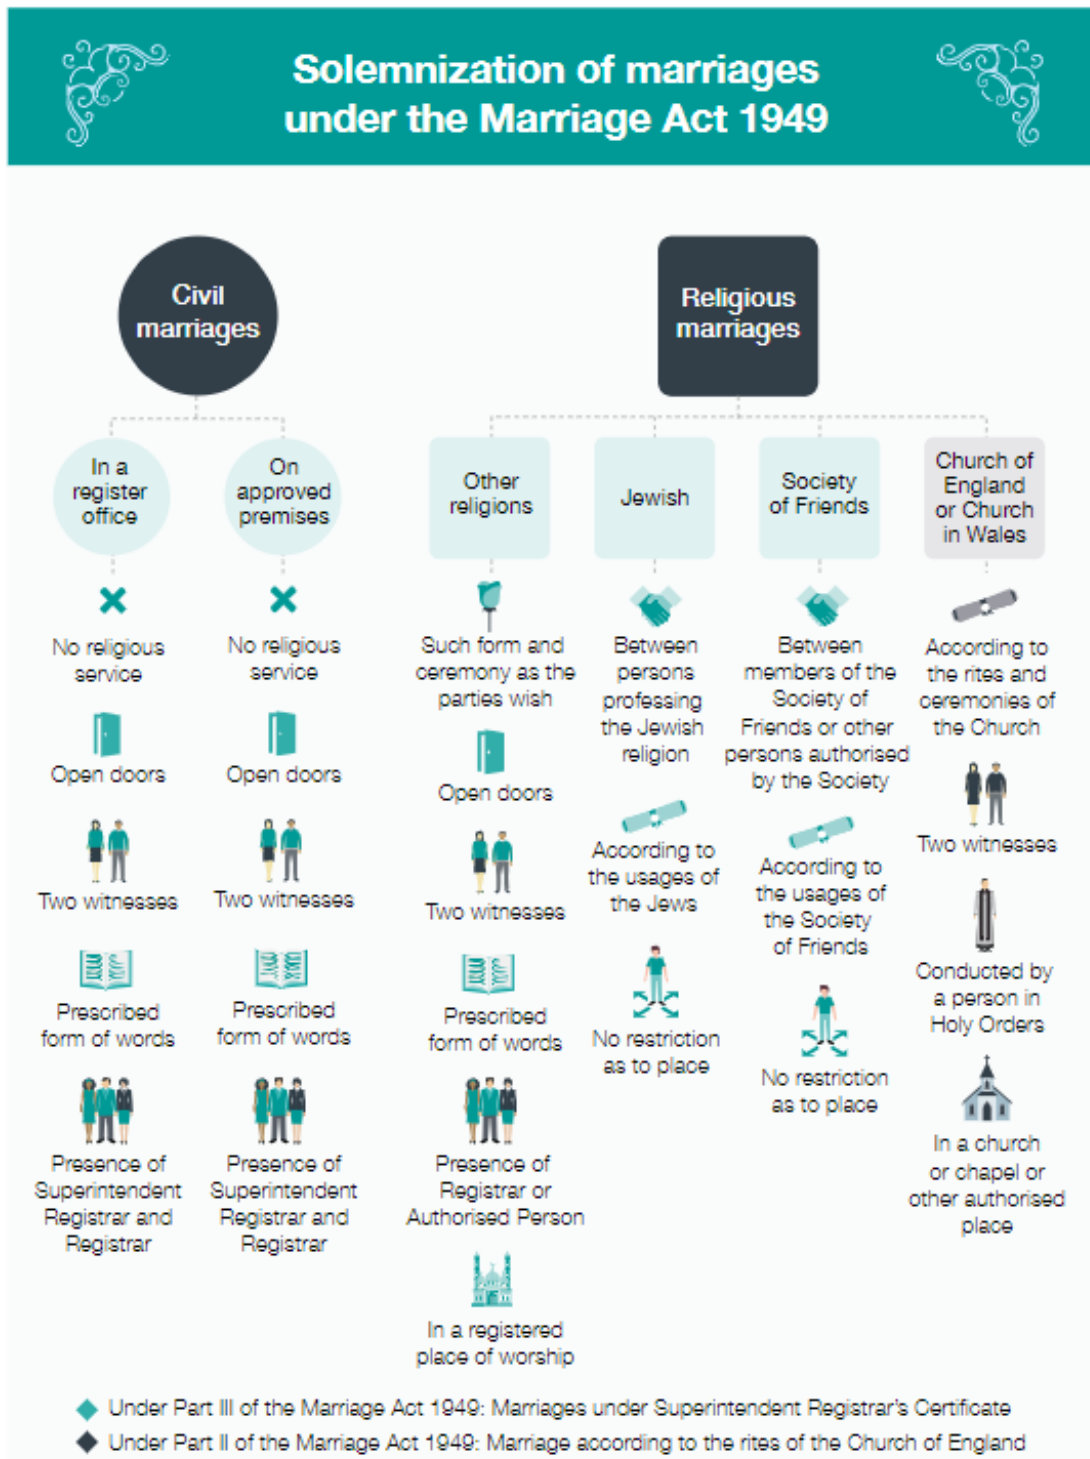 Solemnization of marriages
under the Marriage Act 1949
Civil
marriages
Religious
marriages
In a
register
office
On
approved
premises
Other
religions
Jewish
Society
of Friends
Church of
England
or Church
in Wales
No religious
service
Open doors
Two witnesses
Prescribed
form of words
Presence of
Superintendent
Registrar and
Registrar
No religious
service
Open doors
Two witnesses
Prescribed
form of words
Presence of
Superintendent
Registrar and
Registrar
Such form and
ceremony as the
parties wish
Open doors
Two witnesses
Prescribed
form of words
Presence of
Registrar or
Authorised Person
In a registered
place of worship
Between
persons
professing
the Jewish
religion
According to
the usages of
the Jews
No restriction
as to place
Between
members of the
Society of
Friends or other
persons authorised
by the Society
According to
the usages of
the Society
of Friends
No restriction
as to place
According to
the rites and
ceremonies of
the Church
Two witnesses
Conducted by
a person in
Holy Orders
In a church
or chapel or
other authorised
place
Under Part III of the Marriage Act 1949: Marriages under Superintendent Registrar's Certificate
Under Part II of the Marriage Act 1949: Marriage according to the rites of the Church of England